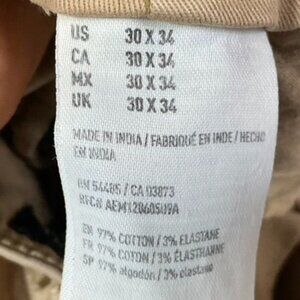 US 30 X 34
CA 30 X 34
MX 30 X 34
UK 30 X 34
MADE IN INDIA / FABRIQUÉ EN INDE / HECHO
EN INDIA
RN 54485 / CA 03873
RFC# AEM12060509A
EN 97% COTTON / 3% ELASTANE
FR 97% COTON / 3% ÉLASTHANNE
SP 97% algodón / 3% elastano